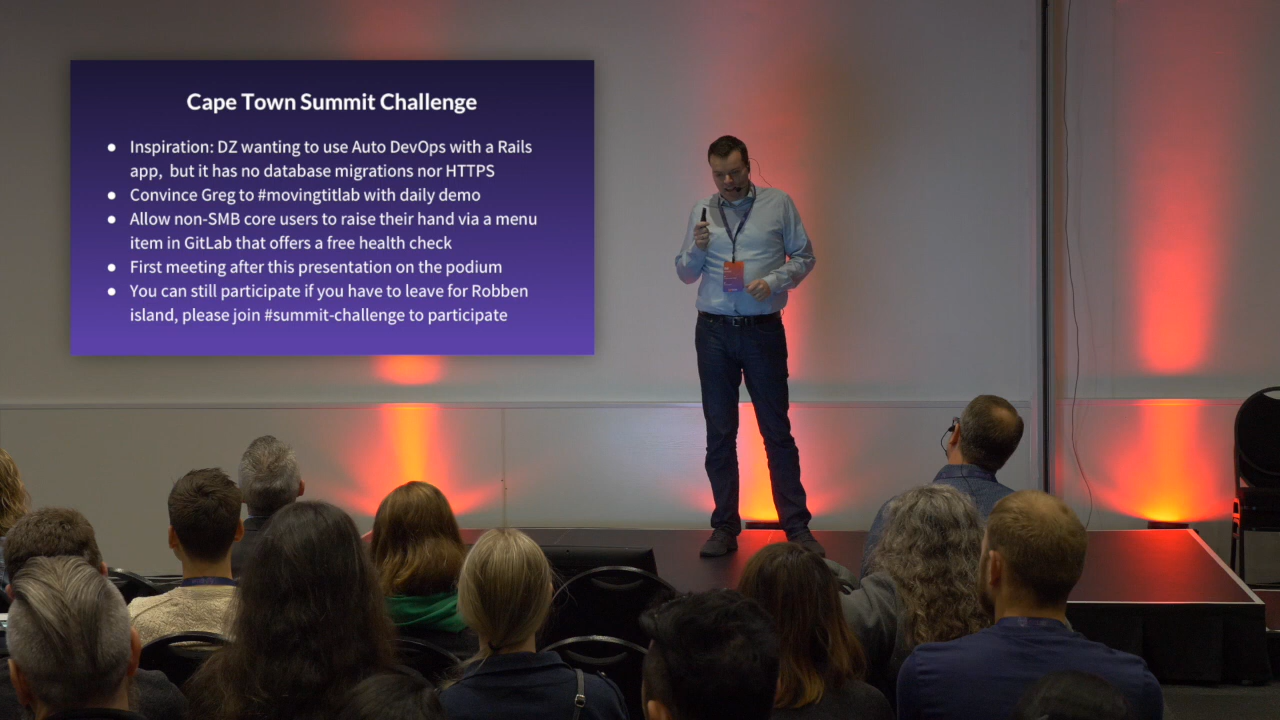 Cape Town Summit Challenge
● Inspiration: DZ wanting to use Auto DevOps with a Rails
app,  but it has no database migrations nor HTTPS
● Convince Greg to #movingtitlab with daily demo
● Allow non-SMB core users to raise their hand via a menu
item in GitLab that offers a free health check
● First meeting after this presentation on the podium
● You can still participate if you have to leave for Robben
island, please join #summit-challenge to participate